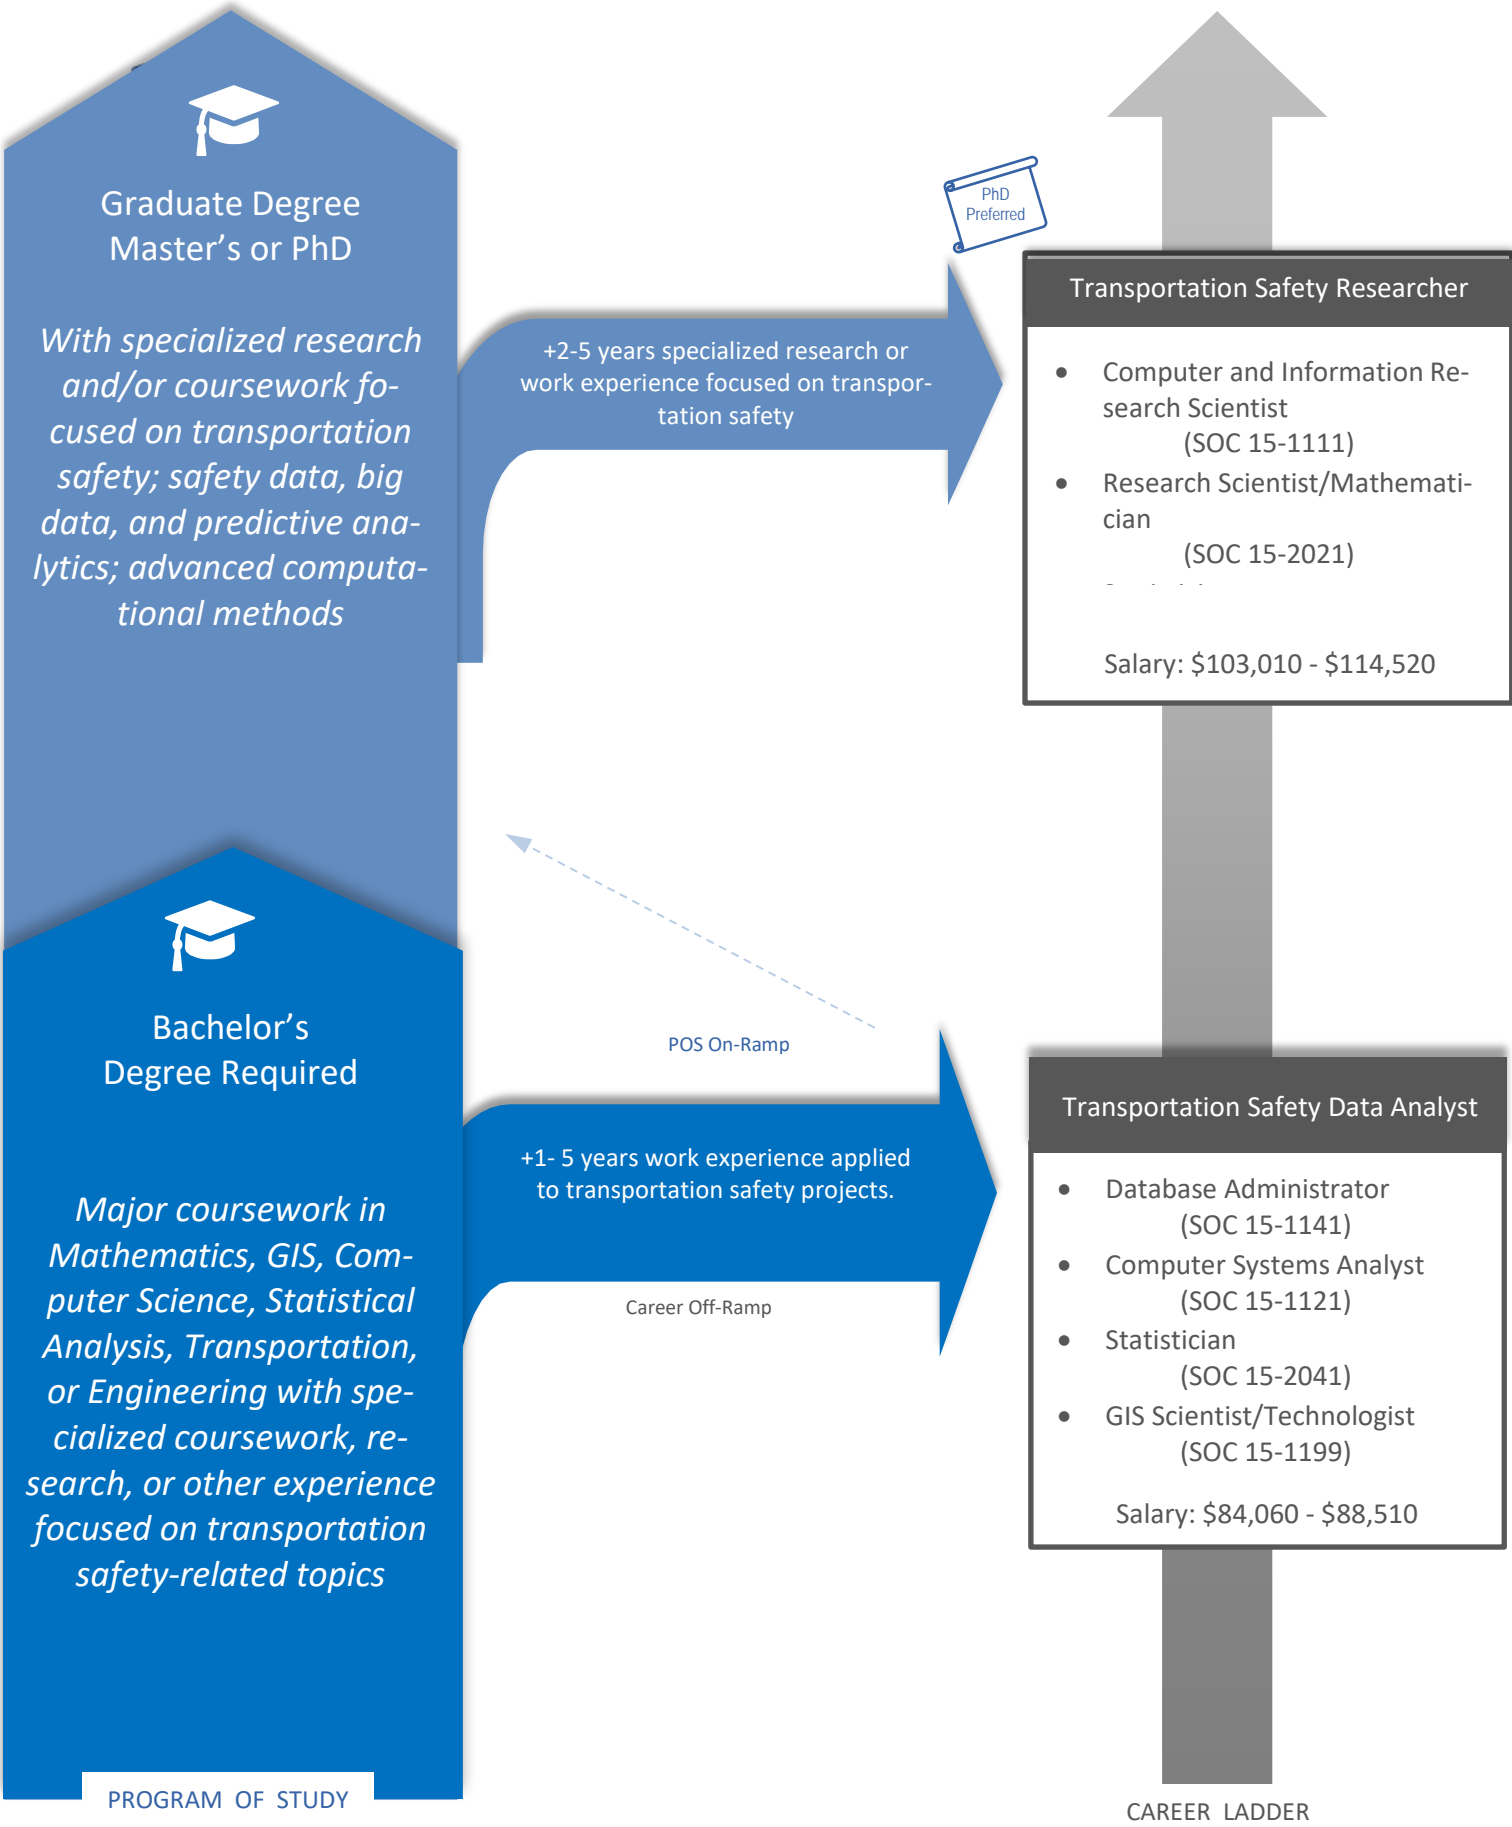 Graduate Degree
Master’s or PhD
With specialized research
and/or coursework fo-
cused on transportation
safety; safety data, big
data, and predictive ana-
lytics; advanced computa-
tional methods
+2-5 years specialized research or
work experience focused on transpor-
tation safety
PhD
Preferred
Transportation Safety Researcher
• Computer and Information Re-
search Scientist
(SOC 15-1111)
• Research Scientist/Mathemati-
cian
(SOC 15-2021)
Salary: $103,010 - $114,520
Bachelor’s
Degree Required
Major coursework in
Mathematics, GIS, Com-
puter Science, Statistical
Analysis, Transportation,
or Engineering with spe-
cialized coursework, re-
search, or other experience
focused on transportation
safety-related topics
POS On-Ramp
+1- 5 years work experience applied
to transportation safety projects.
Career Off-Ramp
Transportation Safety Data Analyst
• Database Administrator
(SOC 15-1141)
• Computer Systems Analyst
(SOC 15-1121)
• Statistician
(SOC 15-2041)
• GIS Scientist/Technologist
(SOC 15-1199)
Salary: $84,060 - $88,510
PROGRAM OF STUDY
CAREER LADDER